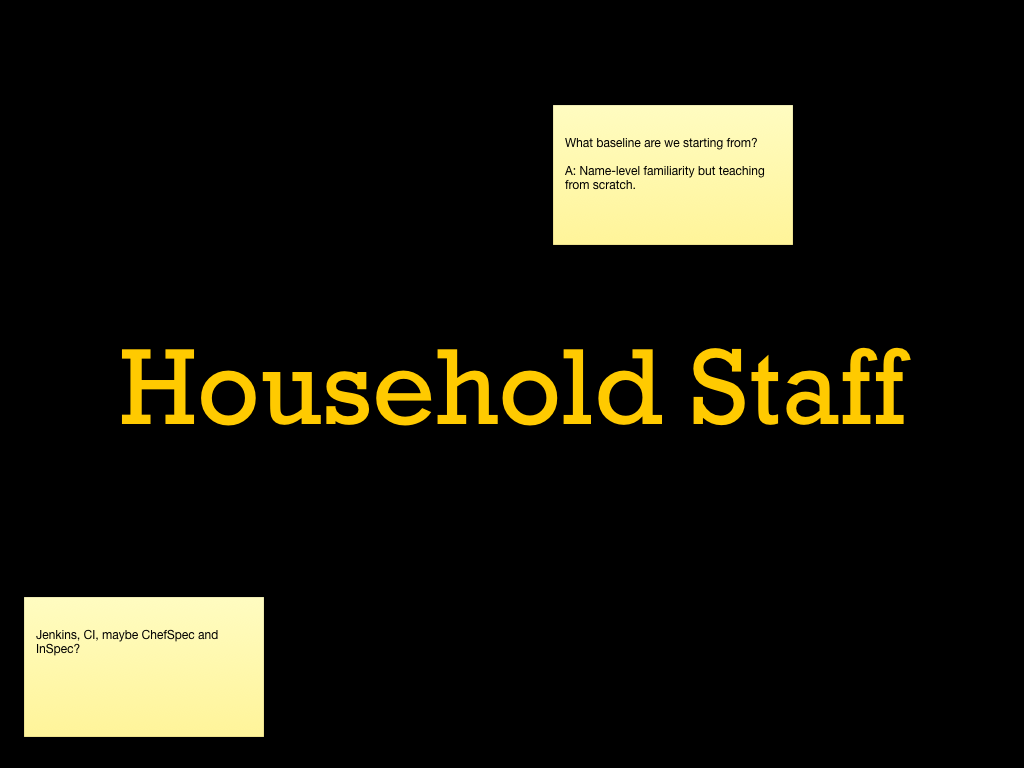 What baseline are we starting from?
A: Name-level familiarity but teaching
from scratch.
Household Staff
Jenkins, CI, maybe ChefSpec and
InSpec?